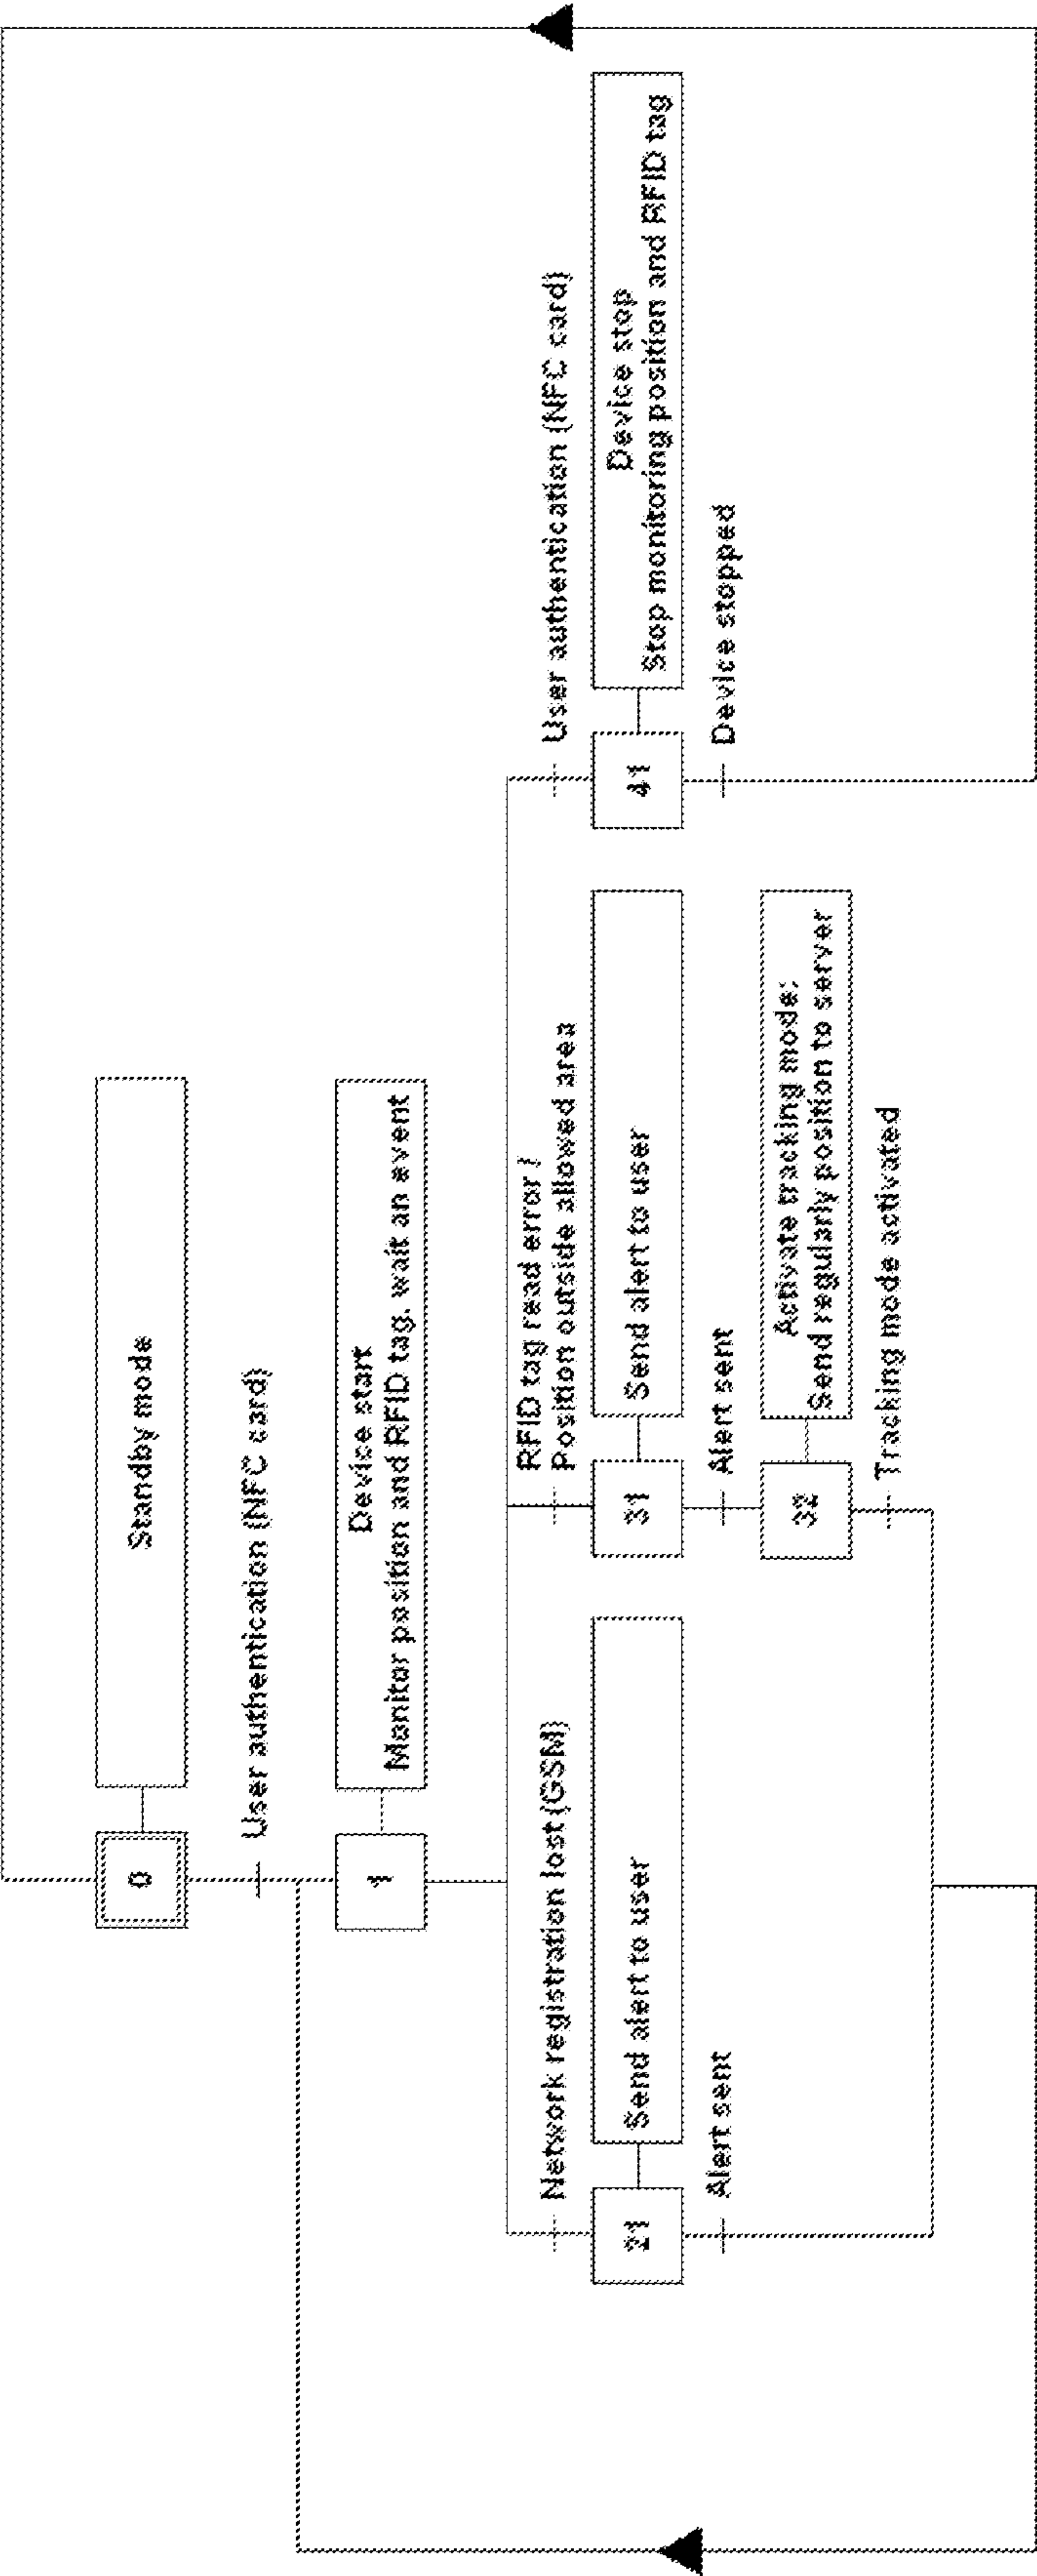 0
Standby mode
User authentication (NFC card)
1
Device start
Monitor position and RFID tag, wait an event
Network registration lost (GSM)
21
Send alert to user
Alert sent
RFID tag read error /
Position outside allowed area
31
Send alert to user
Alert sent
32
Activate tracking mode:
Send regularly position to server
Tracking mode activated
User authentication (NFC card)
41
Device stop
Stop monitoring position and RFID tag
Device stopped